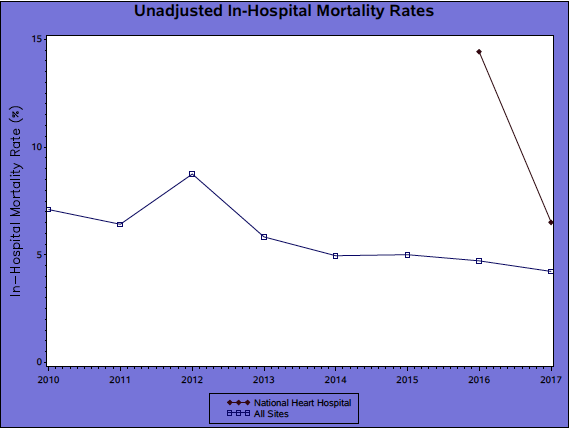 Unadjusted In-Hospital Mortality Rates
In-Hospital Mortality Rate (%)
15
10
5
0
2010 2011 2012 2013 2014 2015 2016 2017
National Heart Hospital
All Sites